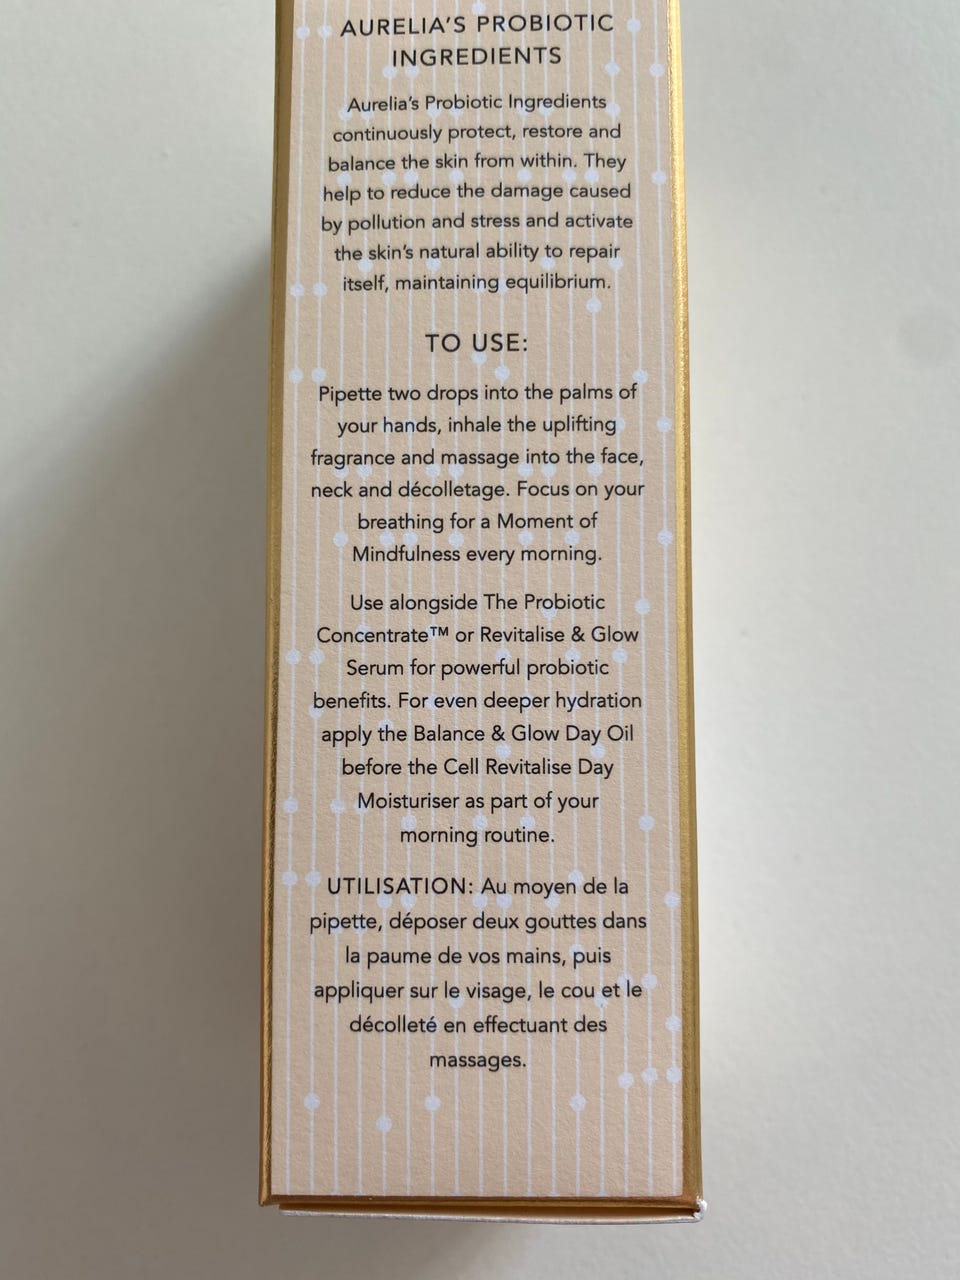 AURELIA'S PROBIOTIC
INGREDIENTS
Aurelia's Probiotic Ingredients
continuously protect, restore and
balance the skin from within. They
help to reduce the damage caused
by pollution and stress and activate
the skin's natural ability to repair
itself, maintaining equilibrium.
TO USE:
Pipette two drops into the palms of
your hands, inhale the uplifting
fragrance and massage into the face,
neck and décolletage. Focus on your
breathing for a Moment of
Mindfulness every morning.
Use alongside The Probiotic
Concentrate™ or Revitalise & Glow
Serum for powerful probiotic
benefits. For even deeper hydration
apply the Balance & Glow Day Oil
before the Cell Revitalise Day
Moisturiser as part of your
morning routine.
UTILISATION: Au moyen de la
pipette, déposer deux gouttes dans
la paume de vos mains, puis
appliquer sur le visage, le cou et le
décolleté en effectuant des
massages.